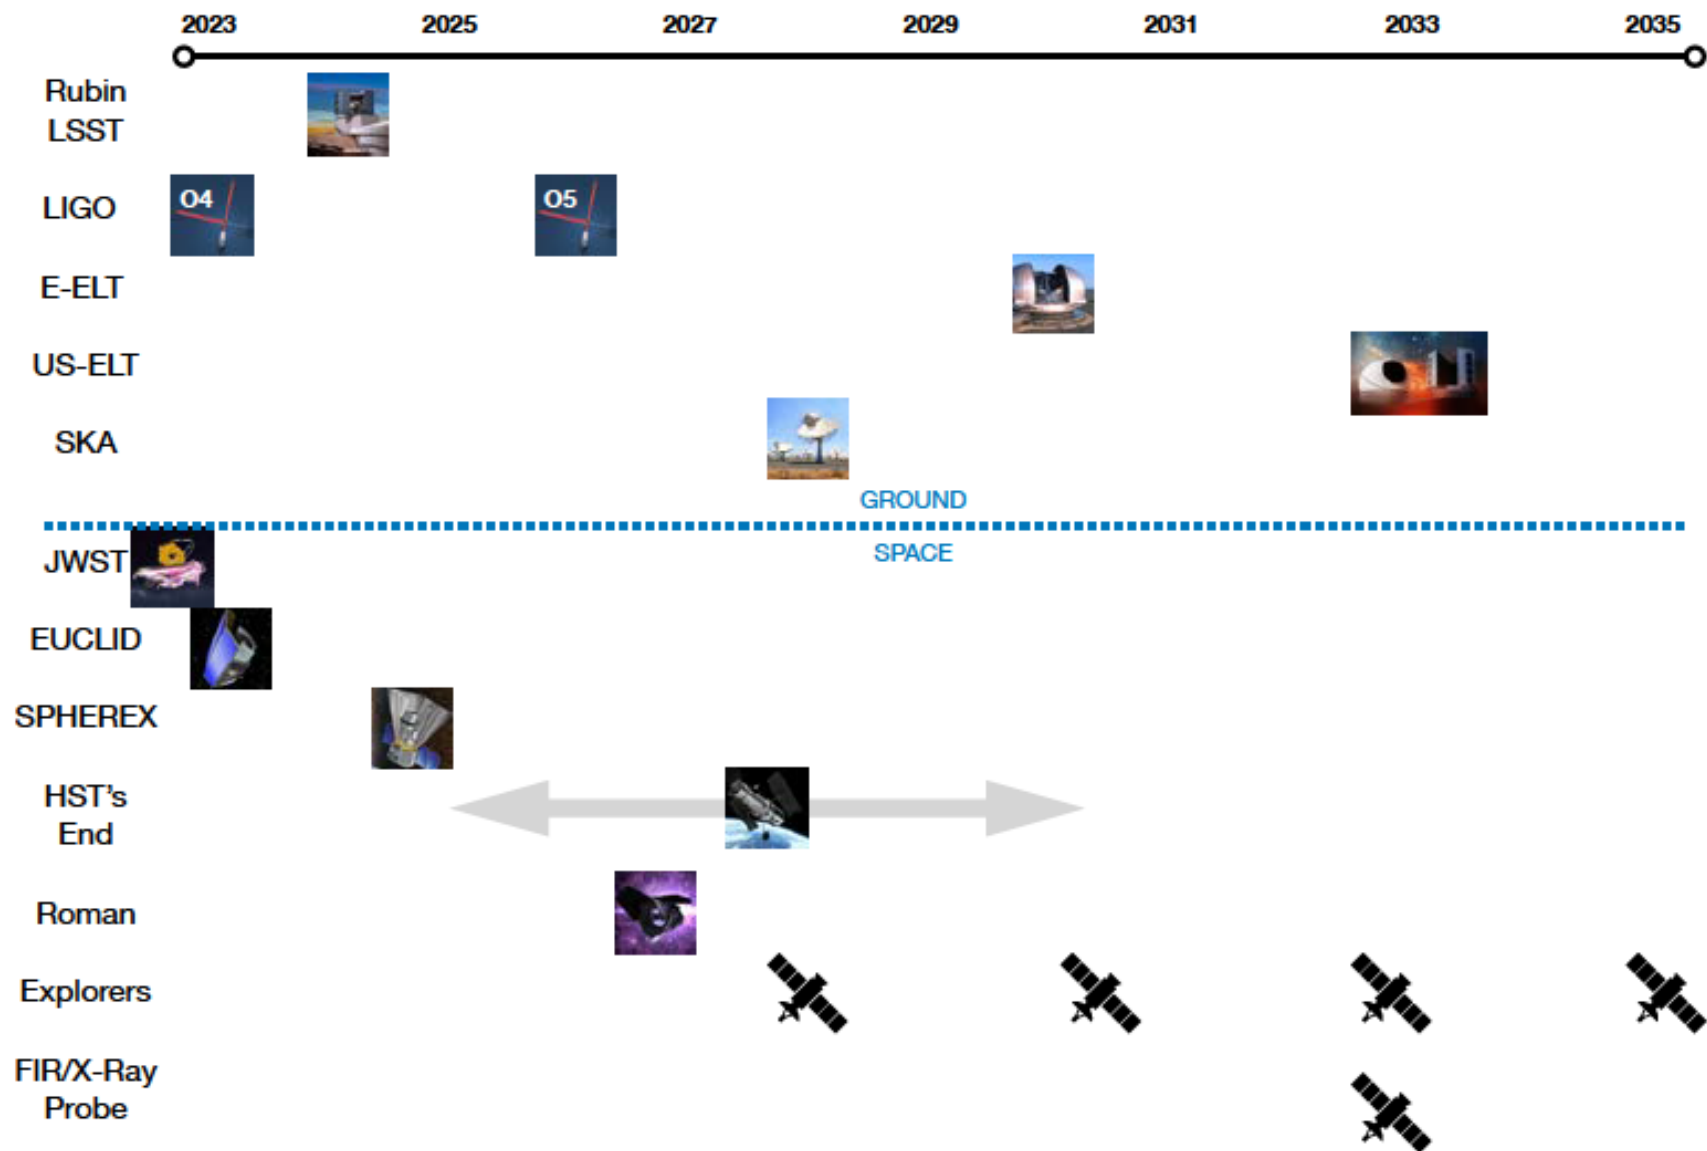 2023 2025 2027 2029 2031 2033 2035
Rubin
LSST
LIGO O4 O5
E-ELT
US-ELT
SKA
GROUND
SPACE
JWST
EUCLID
SPHEREX
HST's
End
Roman
Explorers
FIR/X-Ray
Probe